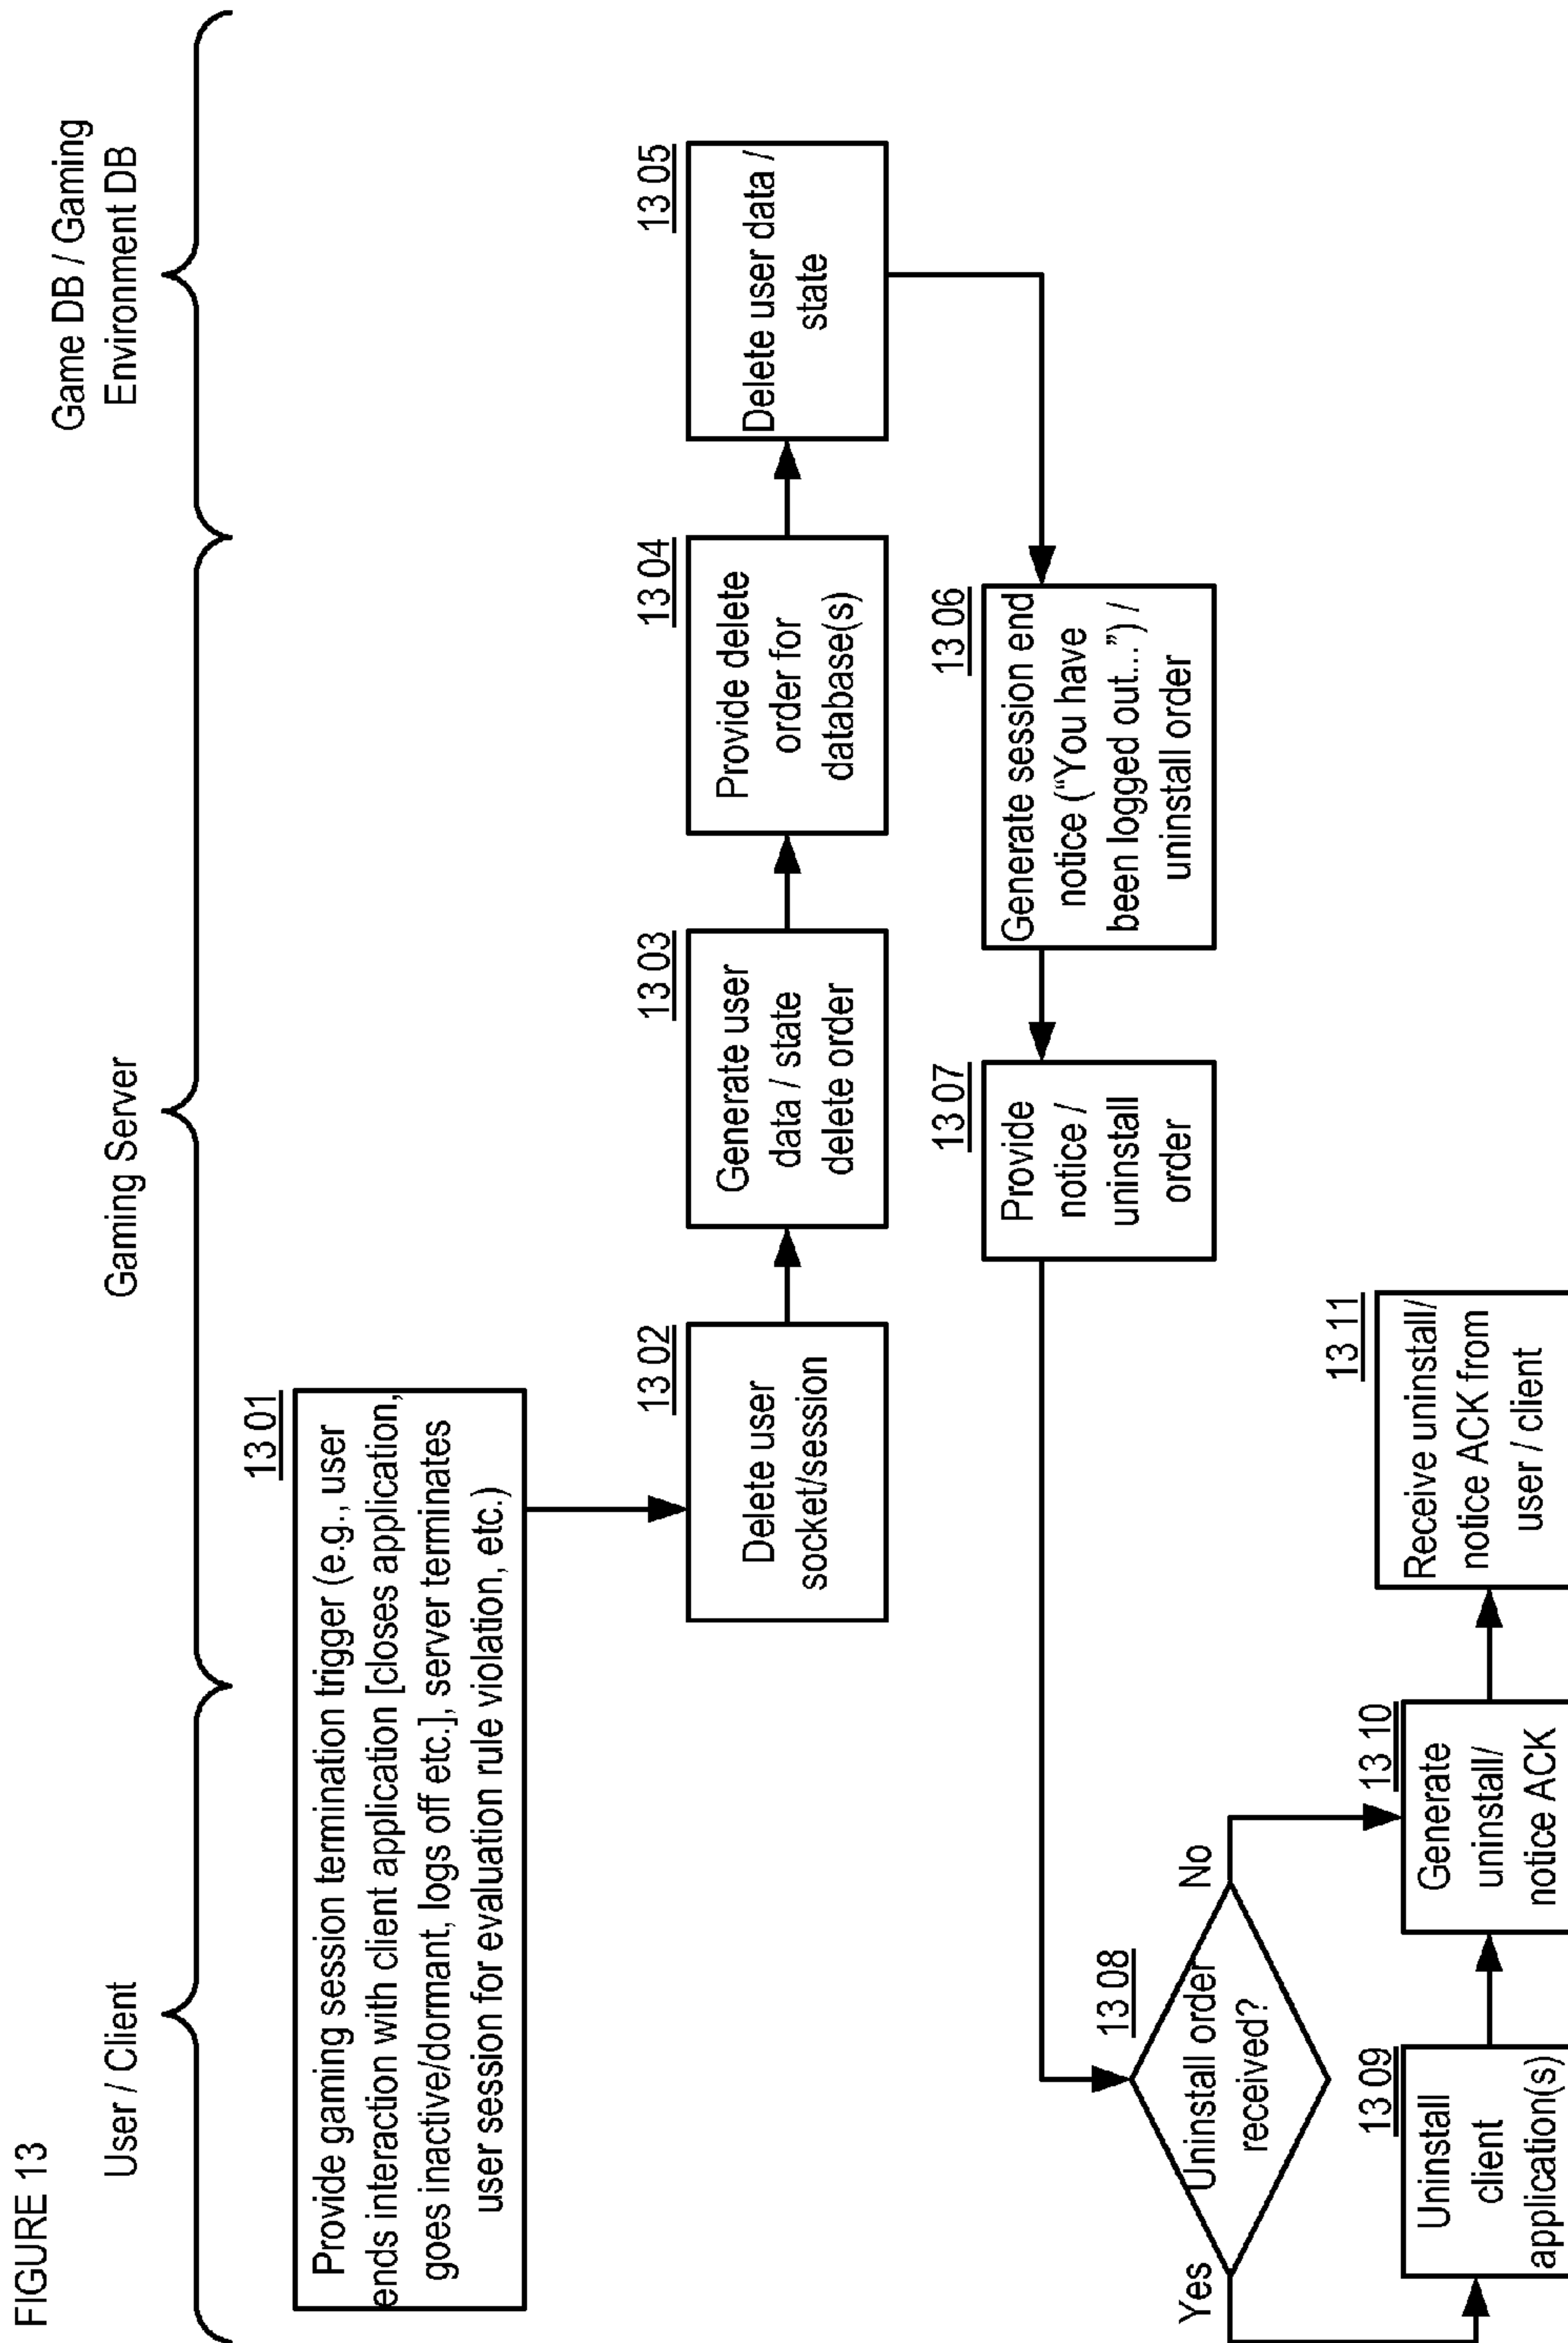 FIGURE 13
User / Client
Gaming Server
Game DB / Gaming
Environment DB
13 01
Provide gaming session termination trigger (e.g., user
ends interaction with client application [closes application,
goes inactive/dormant, logs off etc.], server terminates
user session for evaluation rule violation, etc.)
13 02
Delete user
socket/session
13 03
Generate user
data / state
delete order
13 04
Provide delete
order for
database(s)
13 05
Delete user data /
state
13 06
Generate session end
notice (“You have
been logged out...”) /
uninstall order
13 07
Provide
notice /
uninstall
order
13 08
Uninstall order
received?
Yes
No
13 09
Uninstall
client
application(s)
13 10
Generate
uninstall/
notice ACK
13 11
Receive uninstall/
notice ACK from
user / client